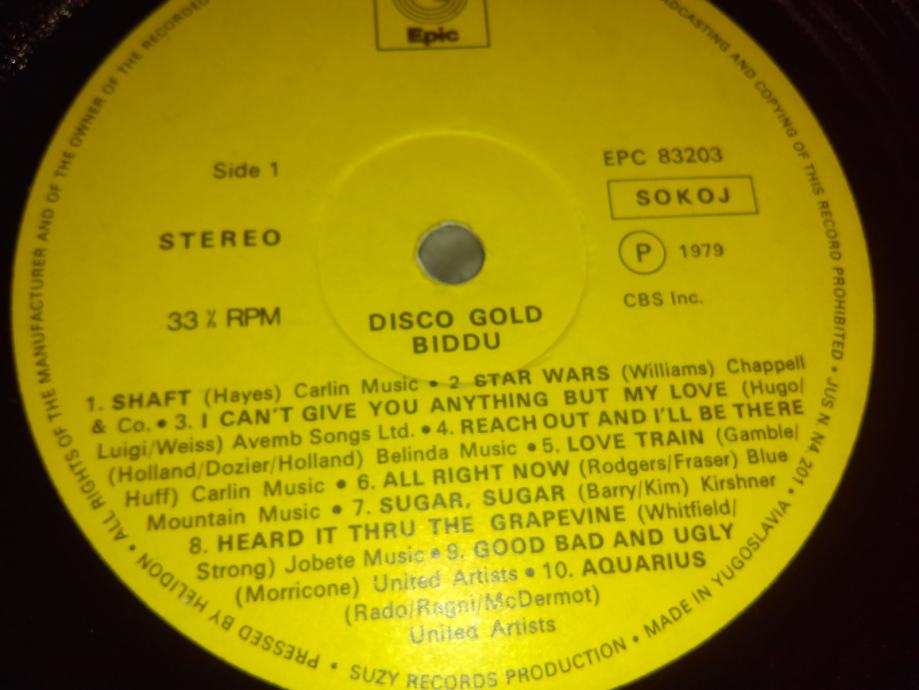 Epic
Side 1
EPC 83203
SOKOJ
STEREO
P 1979
33 ⅓ RPM
CBS Inc.
DISCO GOLD
BIDDU
1. SHAFT (Hayes) Carlin Music • 2 STAR WARS (Williams) Chappell
& Co. • 3. I CAN'T GIVE YOU ANYTHING BUT MY LOVE (Hugo/
Luigi/Weiss) Avemb Songs Ltd. • 4. REACH OUT AND I'LL BE THERE
(Holland/Dozier/Holland) Belinda Music • 5. LOVE TRAIN (Gamble/
Huff) Carlin Music • 6. ALL RIGHT NOW (Rodgers/Fraser) Blue
Mountain Music • 7. SUGAR, SUGAR (Barry/Kim) Kirshner
8. HEARD IT THRU THE GRAPEVINE (Whitfield/
Strong) Jobete Music • 9. GOOD BAD AND UGLY
(Morricone) United Artists • 10. AQUARIUS
(Rado/Ragni/McDermot)
United Artists
PRESSED BY HELIDON • ALL RIGHTS OF THE MANUFACTURER AND OF THE OWNER OF THE RECORDED
BROADCASTING AND COPYING OF THIS RECORD PROHIBITED • JUS N. N4. 201 • MADE IN YUGOSLAVIA •
SUZY RECORDS PRODUCTION •